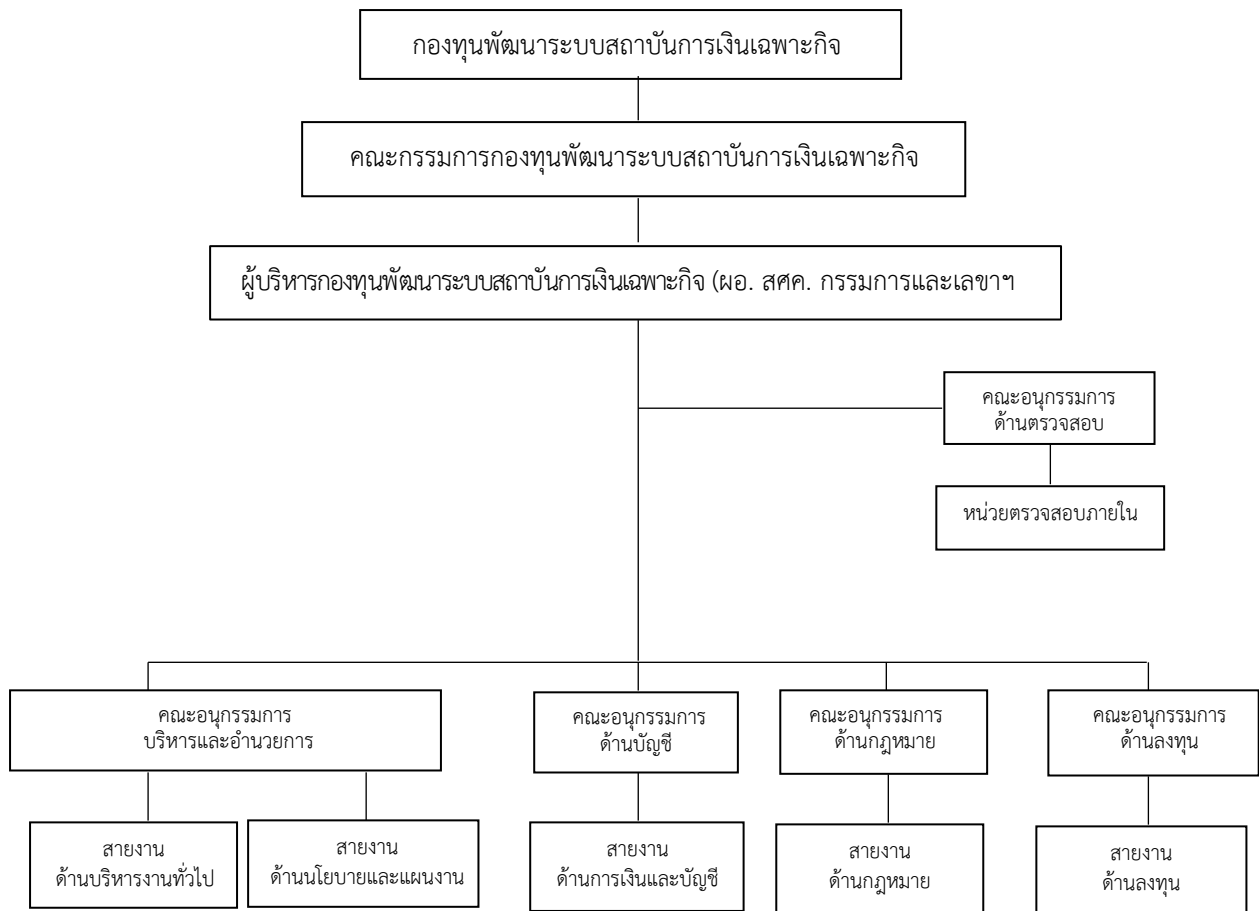 กองทุนพัฒนาระบบสถาบันการเงินเฉพาะกิจ
คณะกรรมการกองทุนพัฒนาระบบสถาบันการเงินเฉพาะกิจ
ผู้บริหารกองทุนพัฒนาระบบสถาบันการเงินเฉพาะกิจ (ผอ. สศค. กรรมการและเลขาฯ
คณะอนุกรรมการ
ด้านตรวจสอบ
หน่วยตรวจสอบภายใน
คณะอนุกรรมการ
บริหารและอำนวยการ
คณะอนุกรรมการ
ด้านบัญชี
คณะอนุกรรมการ
ด้านกฎหมาย
คณะอนุกรรมการ
ด้านลงทุน
สายงาน
ด้านบริหารงานทั่วไป
สายงาน
ด้านนโยบายและแผนงาน
สายงาน
ด้านการเงินและบัญชี
สายงาน
ด้านกฎหมาย
สายงาน
ด้านลงทุน